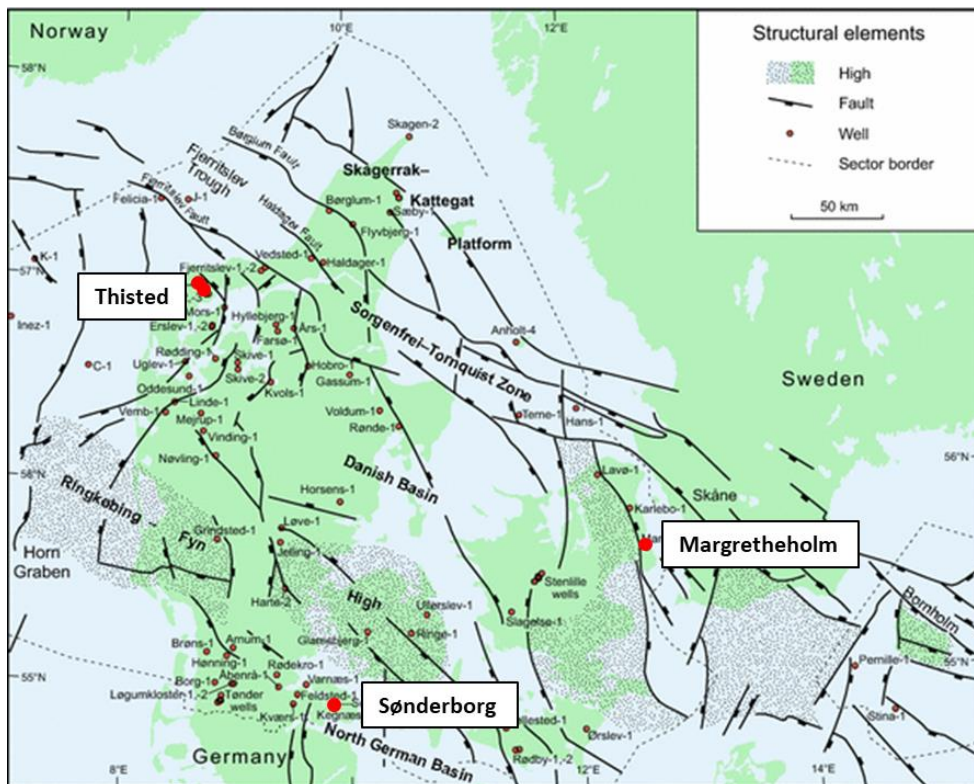 Norway
10°E
12°E
58°N
Structural elements
High
Fault
Well
Sector border
50 km
Skagen-2
Børglum Fault
Fjerritslev
Trough
Skagerrak–
Kattegat
Platform
Fjerritslev Fault
Felicia-1
J-1
Børglum-1
Sæby-1
Haldager Fault
Flyvbjerg-1
K-1
57°N
Vedsted-1
Haldager-1
Fjerritslev-1,-2
Thisted
Mors-1
Inez-1
Erslev-1,-2
Hyllebjerg-1
Farsø-1
Års-1
Sorgenfrei–Tornquist Zone
Anholt-4
Sweden
C-1
Rødding-1
Uglev-1
Skive-1
Skive-2
Hobro-1
Gassum-1
Oddesund-1
Kvols-1
Linde-1
Vemb-1
Mejrup-1
Voldum-1
Terne-1
Hans-1
Vinding-1
Rønde-1
56°N
56°N
Nøvling-1
Danish Basin
Lavø-1
Skåne
Ringkøbing –
Fyn
High
Horsens-1
Karlebo-1
Horn
Graben
Grindsted-1
Løve-1
Jelling-1
Margretheholm
Harte-2
Stenlille
wells
Ullerslev-1
Slagelse-1
Bornholm
Glamsbjerg-1
Ringe-1
Brøns-1
Arnum-1
Hønning-1
Rødekro-1
Pernille-1
55°N
55°N
Åbenrå-1
Borg-1
Varnæs-1
Løgumkloster-1,-2
Tønder
wells
Feldsted-1
Sønderborg
Kværs-1
Stina-1
Ørslev-1
Rødby-1,-2
North German Basin
Germany
8°E
12°E
14°E